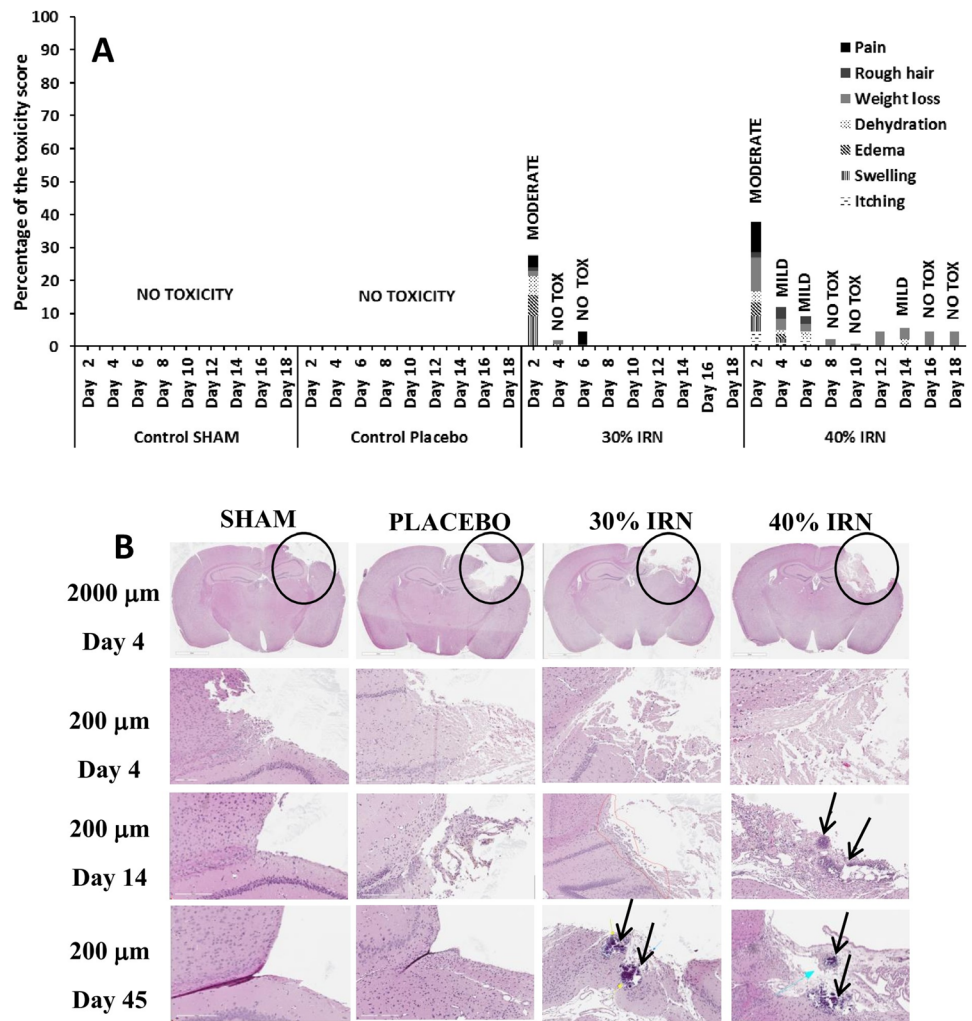 A
Percentage of the toxicity score
100
90
80
70
60
50
40
30
20
10
0
Pain
Rough hair
Weight loss
Dehydration
Edema
Swelling
Itching
NO TOXICITY
NO TOXICITY
MODERATE
NO TOX
NO TOX
MODERATE
MILD
MILD
NO TOX
NO TOX
MILD
NO TOX
NO TOX
Day 2
Day 4
Day 6
Day 8
Day 10
Day 12
Day 14
Day 16
Day 18
Day 2
Day 4
Day 6
Day 8
Day 10
Day 12
Day 14
Day 16
Day 18
Day 2
Day 4
Day 6
Day 8
Day 10
Day 12
Day 14
Day 16
Day 18
Day 2
Day 4
Day 6
Day 8
Day 10
Day 12
Day 14
Day 16
Day 18
Control SHAM
Control Placebo
30% IRN
40% IRN
B
SHAM
PLACEBO
30% IRN
40% IRN
2000 µm
Day 4
200 µm
Day 4
200 µm
Day 14
200 µm
Day 45